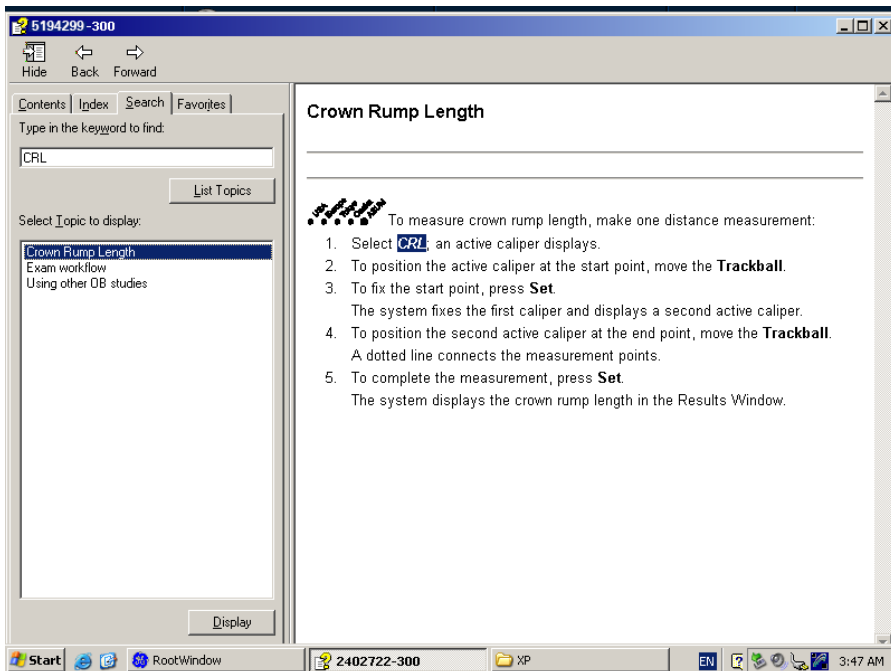 5194299-300
Hide Back Forward
Contents Index Search Favorites
Type in the keyword to find:
CRL
List Topics
Select Topic to display:
Crown Rump Length
Exam workflow
Using other OB studies
Display
Crown Rump Length
To measure crown rump length, make one distance measurement:
1. Select CRL; an active caliper displays.
2. To position the active caliper at the start point, move the Trackball.
3. To fix the start point, press Set.
The system fixes the first caliper and displays a second active caliper.
4. To position the second active caliper at the end point, move the Trackball.
A dotted line connects the measurement points.
5. To complete the measurement, press Set.
The system displays the crown rump length in the Results Window.
Start RootWindow 2402722-300 XP EN 3:47 AM